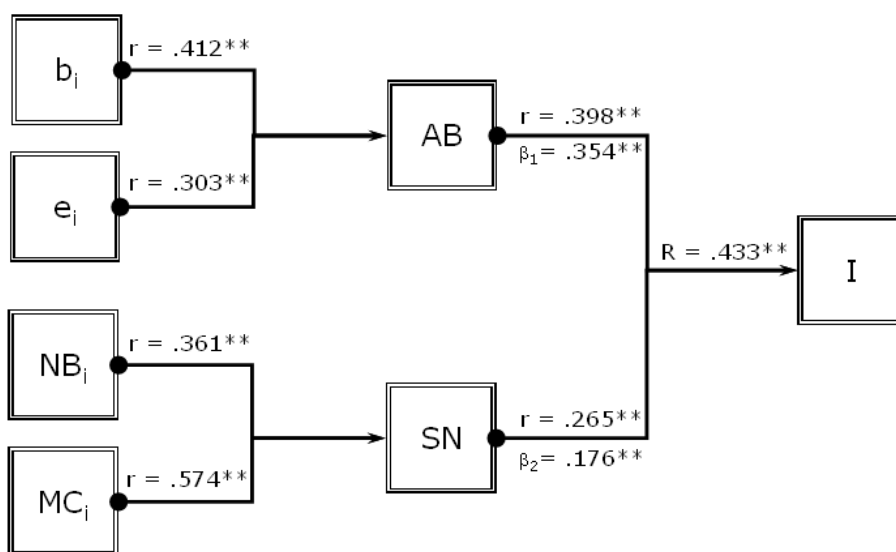 r = .412**
bᵢ
r = .398**
AB
β₁= .354**
r = .303**
eᵢ
R = .433**
I
r = .361**
NBᵢ
r = .265**
SN
β₂= .176**
r = .574**
MCᵢ